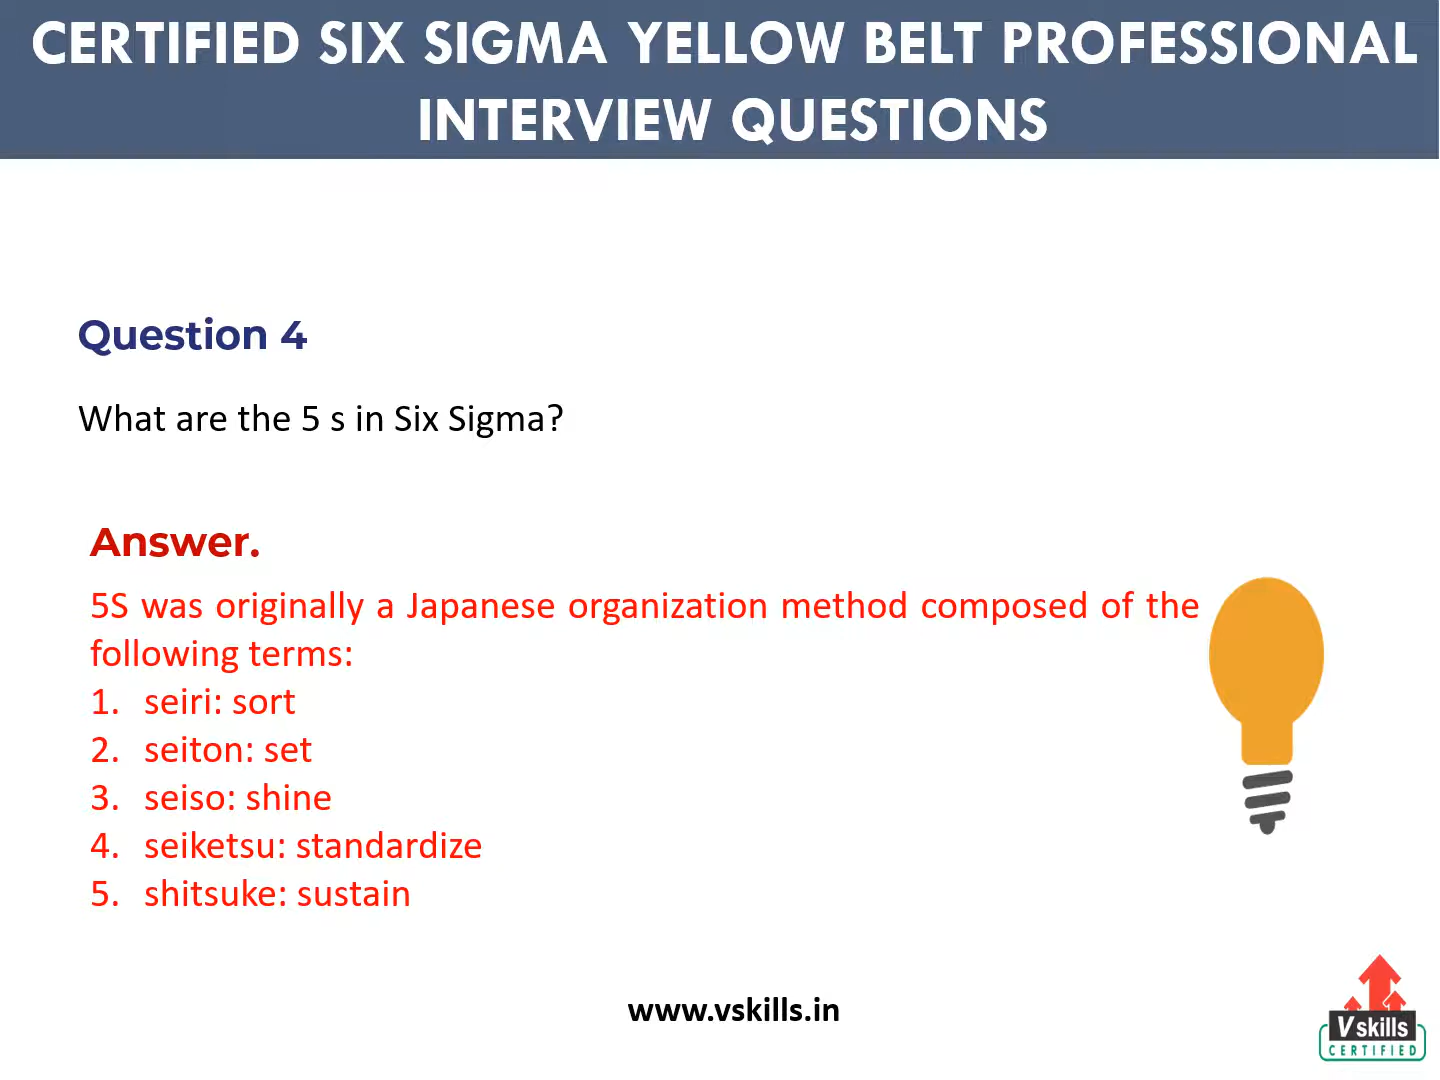 CERTIFIED SIX SIGMA YELLOW BELT PROFESSIONAL
INTERVIEW QUESTIONS
Question 4
What are the 5 s in Six Sigma?
Answer.
5S was originally a Japanese organization method composed of the
following terms:
1. seiri: sort
2. seiton: set
3. seiso: shine
4. seiketsu: standardize
5. shitsuke: sustain
www.vskills.in
V skills
CERTIFIED